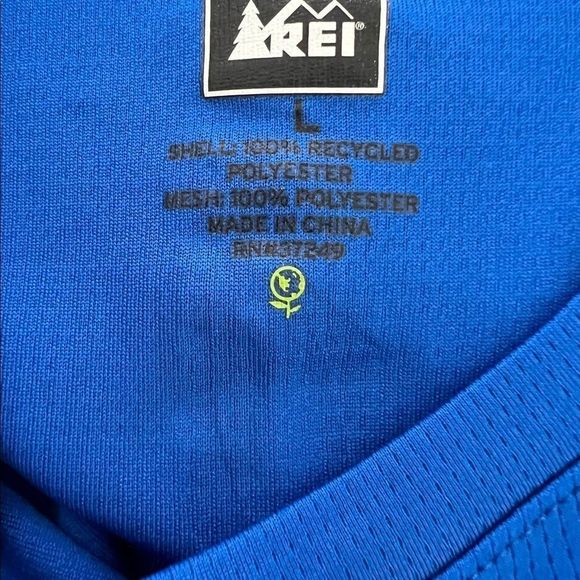 REI®
L
SHELL: 100% RECYCLED
POLYESTER
MESH: 100% POLYESTER
MADE IN CHINA
RN#37249